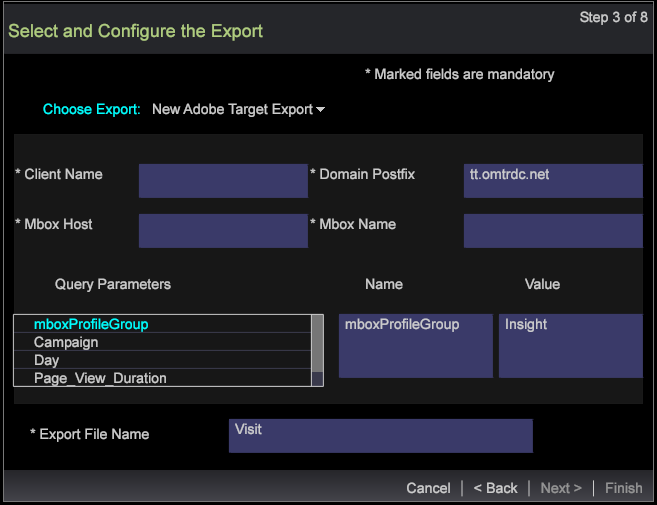 Step 3 of 8
Select and Configure the Export
* Marked fields are mandatory
Choose Export: New Adobe Target Export
* Client Name * Domain Postfix tt.omtrdc.net
* Mbox Host * Mbox Name
Query Parameters Name Value
mboxProfileGroup mboxProfileGroup Insight
Campaign
Day
Page_View_Duration
* Export File Name Visit
Cancel | < Back | Next > | Finish